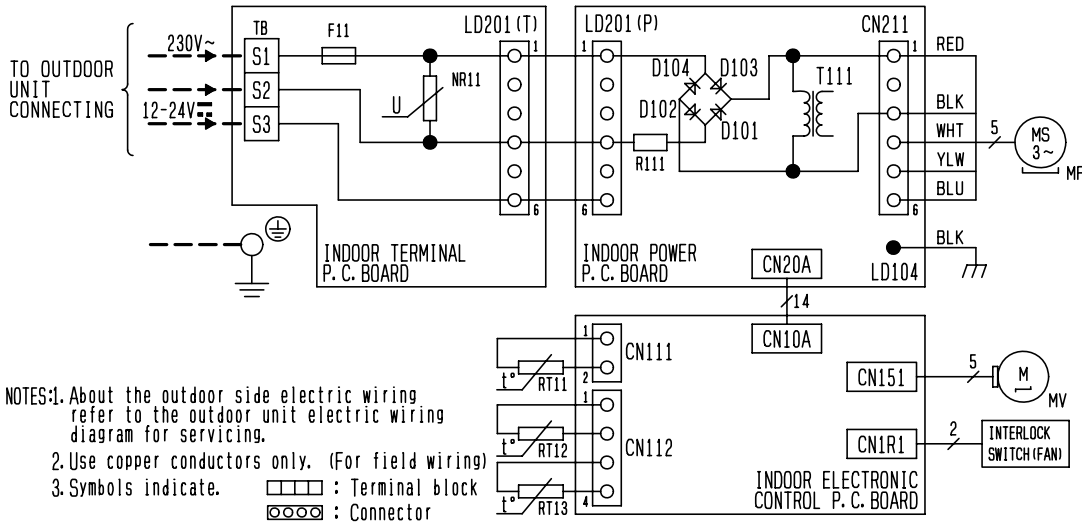 TO OUTDOOR
UNIT
CONNECTING
230V~
12-24V
TB
S1
S2
S3
F11
NR11
U
LD201(T)
1
6
INDOOR TERMINAL
P.C.BOARD
LD201(P)
1
6
D104
D103
D102
D101
R111
T111
CN211
1
6
RED
BLK
WHT
YLW
BLU
5
MS
3~
MF
BLK
LD104
INDOOR POWER
P.C.BOARD
CN20A
14
CN10A
1
2
CN111
t°
RT11
1
4
CN112
t°
RT12
t°
RT13
CN151
5
M
MV
CN1R1
2
INTERLOCK
SWITCH(FAN)
INDOOR ELECTRONIC
CONTROL P.C.BOARD
NOTES:1. About the outdoor side electric wiring
refer to the outdoor unit electric wiring
diagram for servicing.
2. Use copper conductors only. (For field wiring)
3. Symbols indicate.
: Terminal block
: Connector